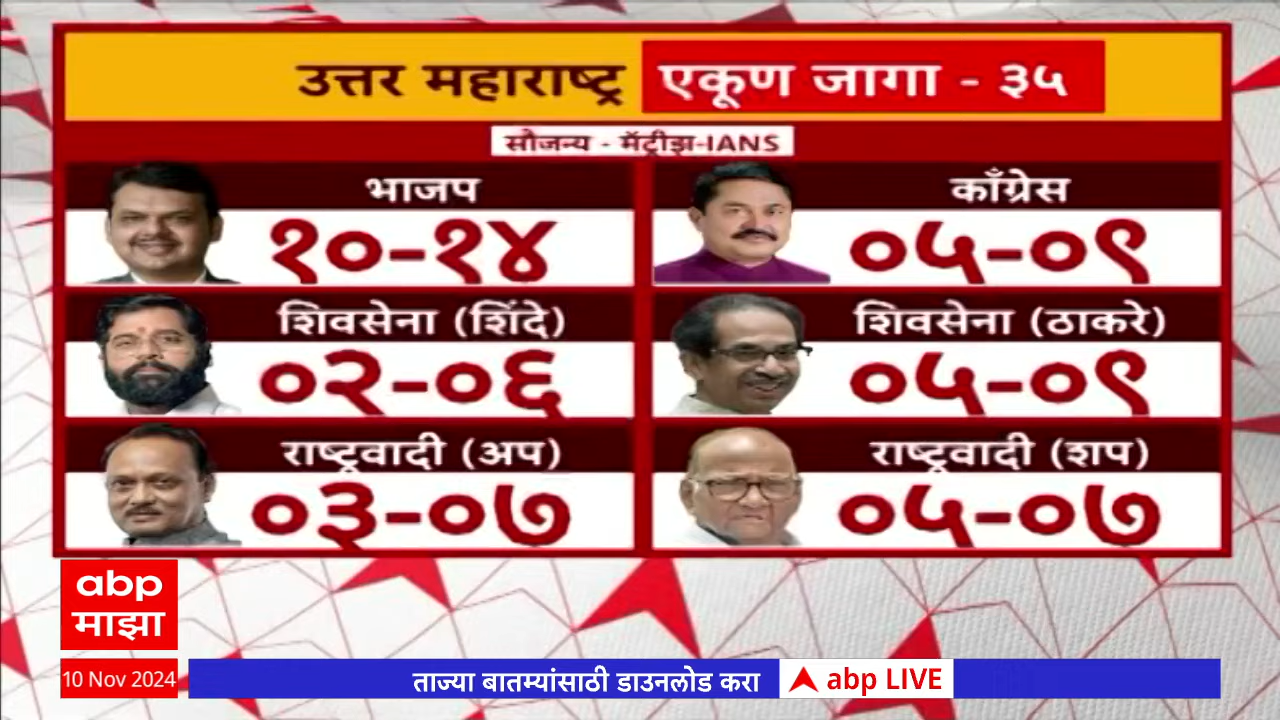 उत्तर महाराष्ट्र एकूण जागा - ३५
सौजन्य - मॅट्रीझ-IANS
भाजप
१०-१४
काँग्रेस
०५-०९
शिवसेना (शिंदे)
०२-०६
शिवसेना (ठाकरे)
०५-०९
राष्ट्रवादी (अप)
०३-०७
राष्ट्रवादी (शप)
०५-०७
abp
माझा
10 Nov 2024
ताज्या बातम्यांसाठी डाउनलोड करा abp LIVE